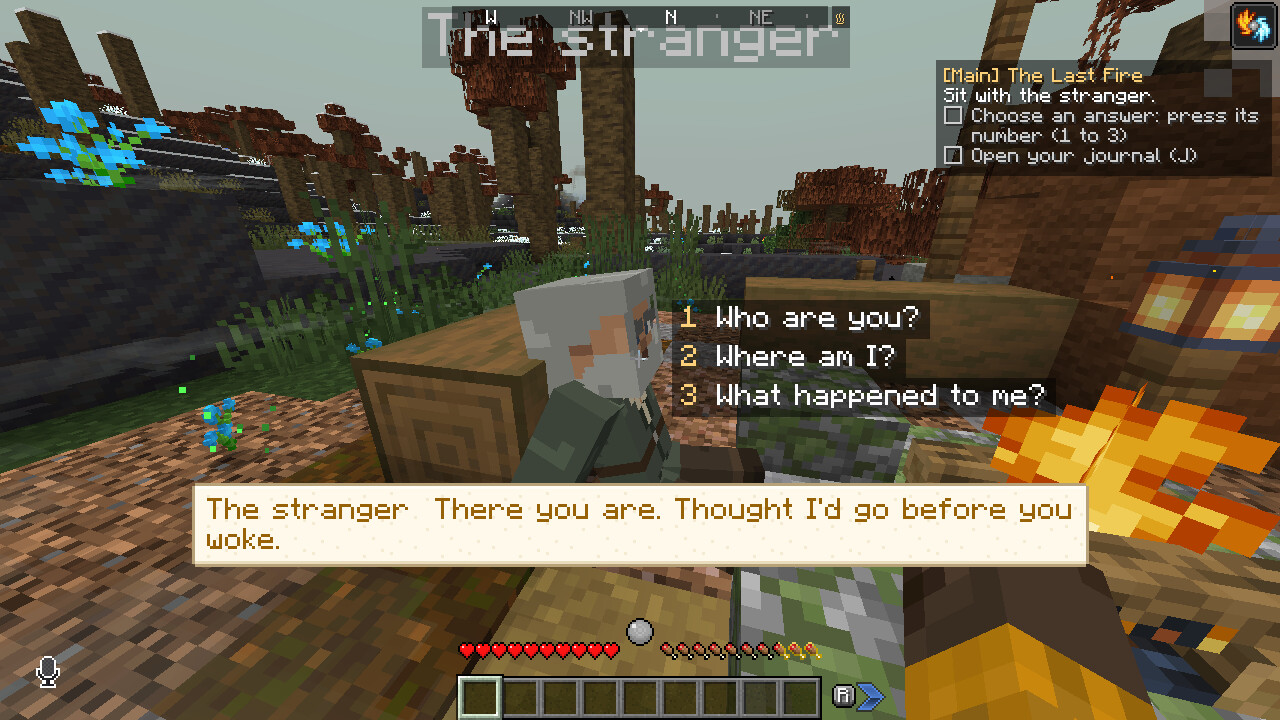 W NW N NE
The stranger
[Main] The Last Fire
Sit with the stranger.
Choose an answer: press its
number (1 to 3)
Open your journal (J)
1 Who are you?
2 Where am I?
3 What happened to me?
The stranger There you are. Thought I'd go before you
woke.
R